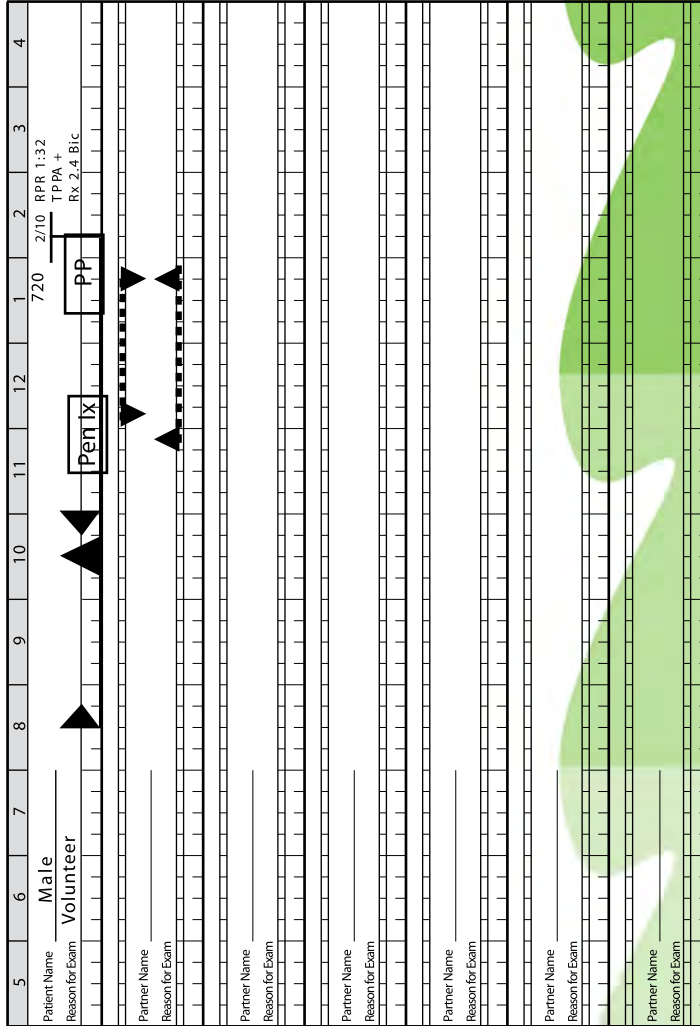 5 6 7 8 9 10 11 12 1 2 3 4
Patient Name Male
Reason for Exam Volunteer
Pen Ix
PP
720
2/10 RPR 1:32
TPPA +
Rx 2.4 Bic
Partner Name
Reason for Exam
Partner Name
Reason for Exam
Partner Name
Reason for Exam
Partner Name
Reason for Exam
Partner Name
Reason for Exam
Partner Name